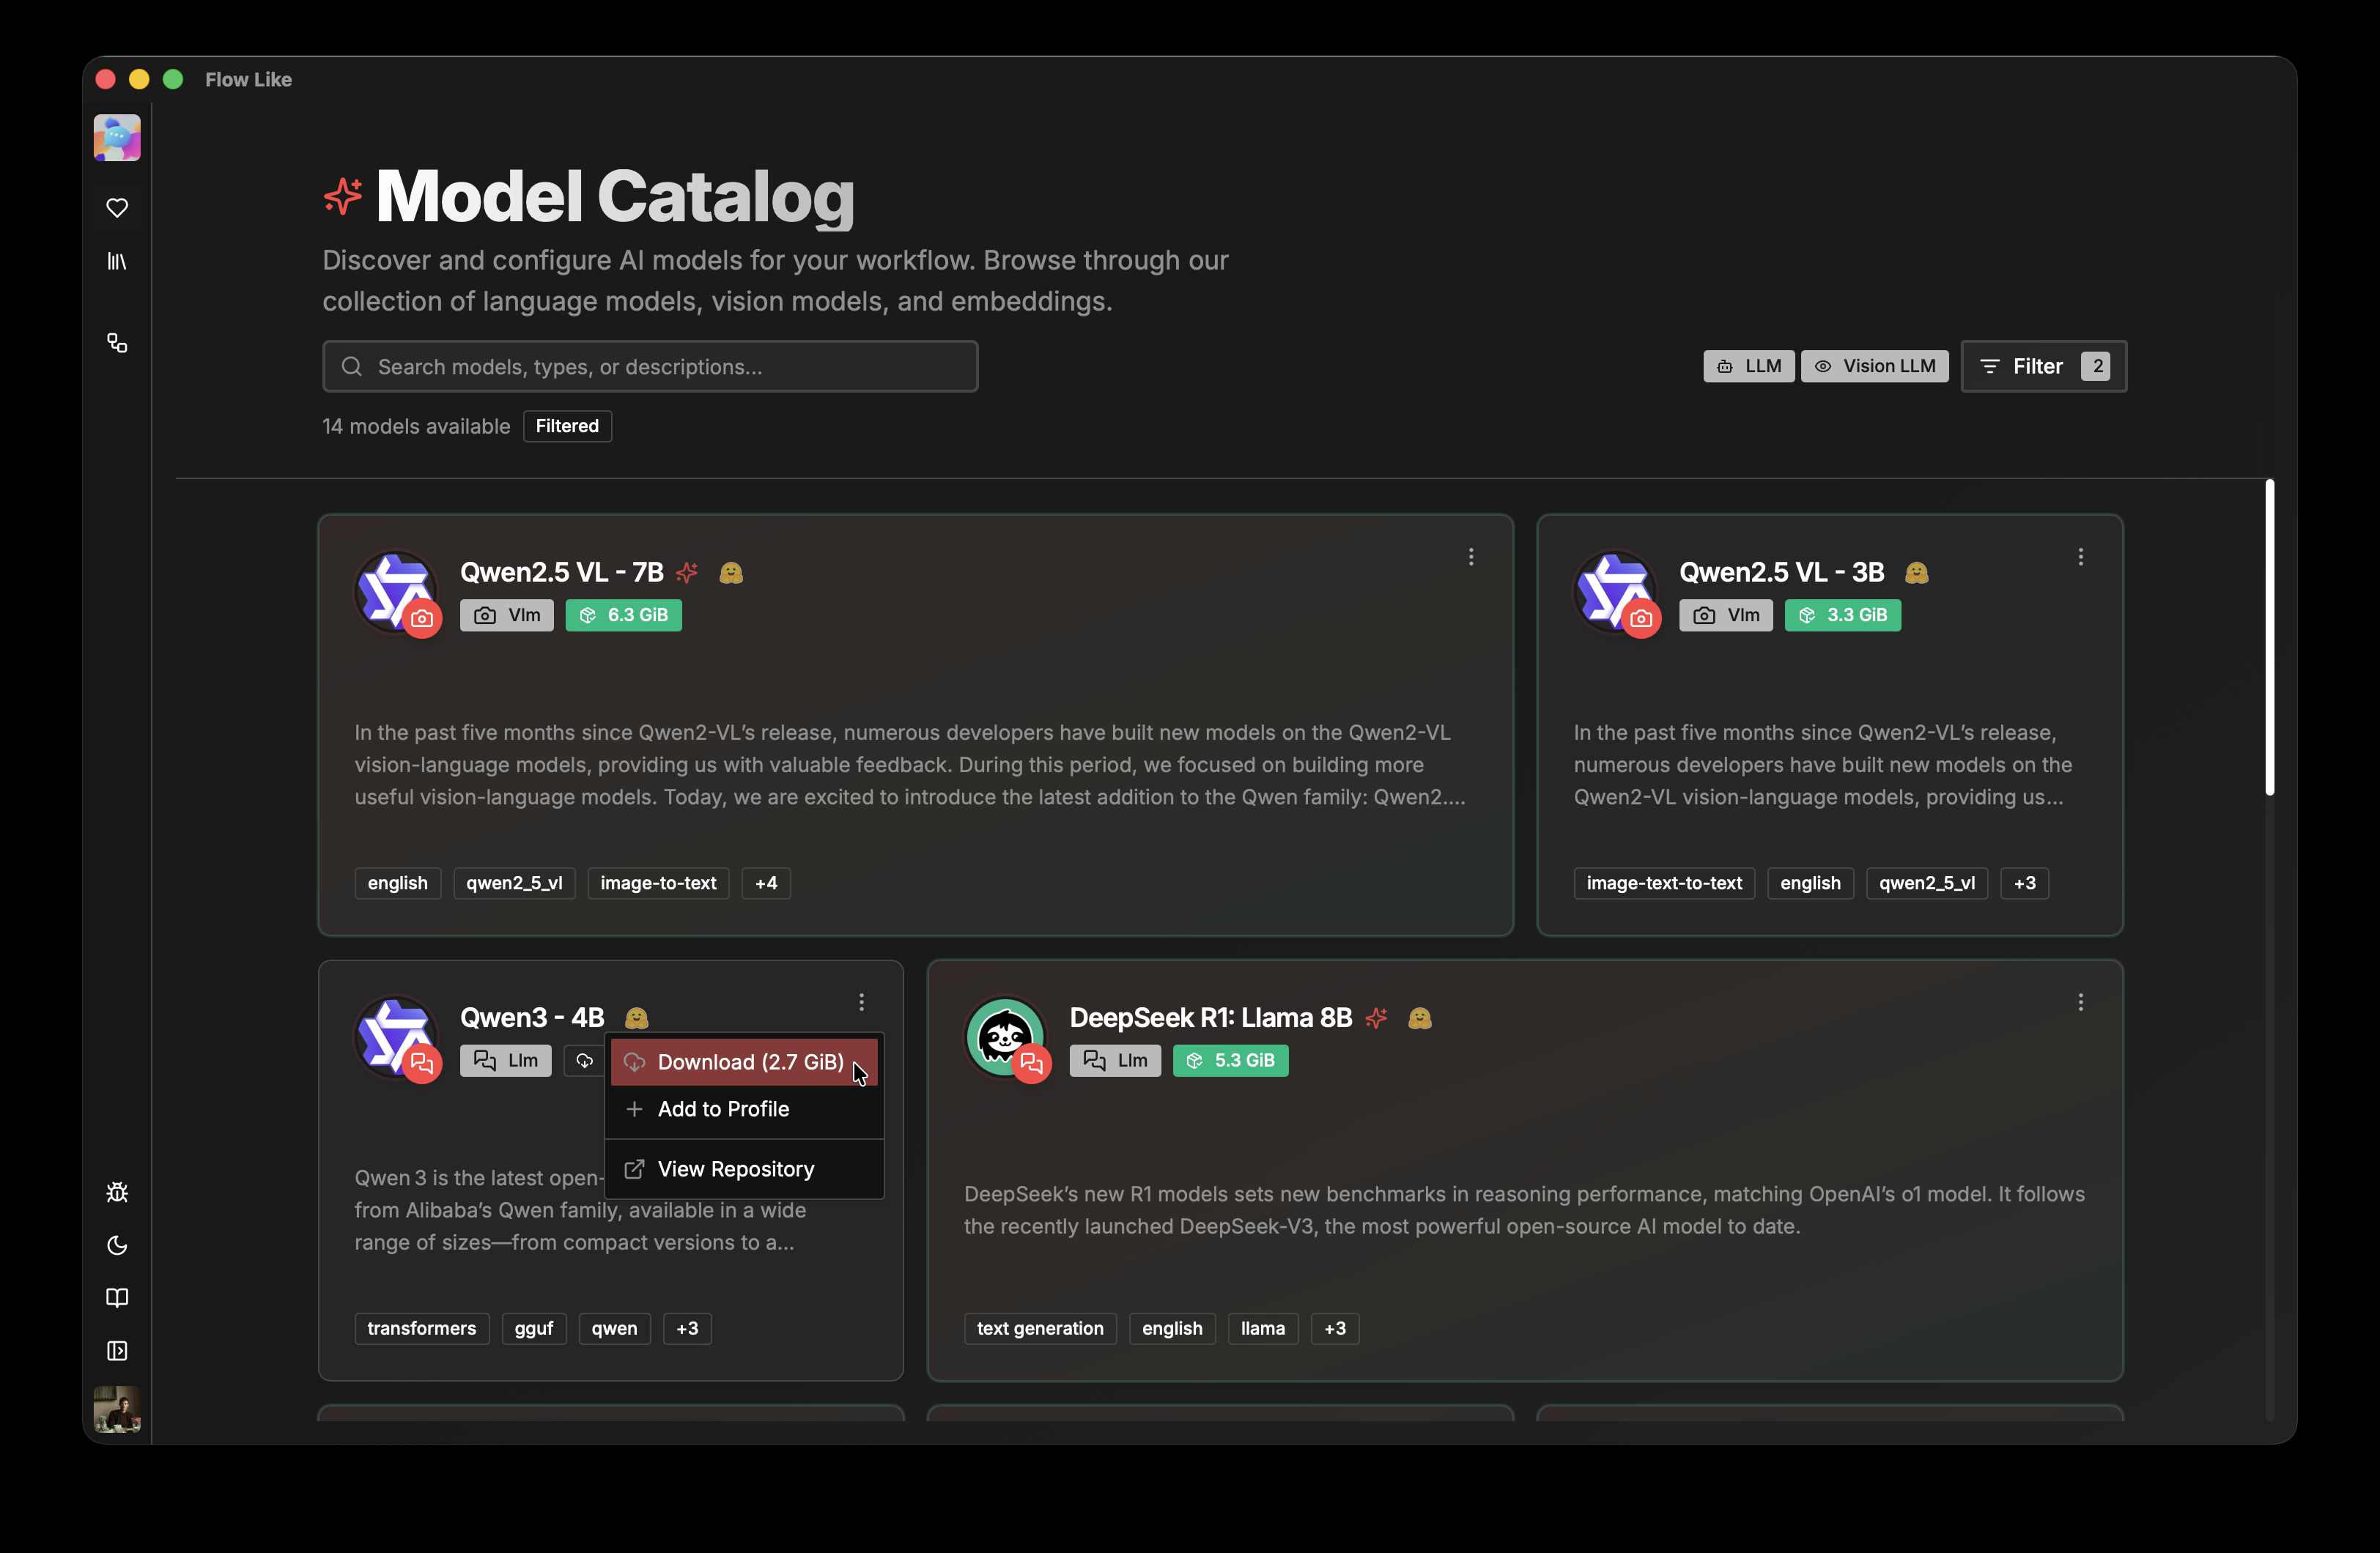 Flow Like
Model Catalog
Discover and configure AI models for your workflow. Browse through our
collection of language models, vision models, and embeddings.
Search models, types, or descriptions...
LLM
Vision LLM
Filter
2
14 models available
Filtered
Qwen2.5 VL - 7B
Vlm
6.3 GiB
In the past five months since Qwen2-VL’s release, numerous developers have built new models on the Qwen2-VL
vision-language models, providing us with valuable feedback. During this period, we focused on building more
useful vision-language models. Today, we are excited to introduce the latest addition to the Qwen family: Qwen2....
english
qwen2_5_vl
image-to-text
+4
Qwen2.5 VL - 3B
Vlm
3.3 GiB
In the past five months since Qwen2-VL’s release,
numerous developers have built new models on the
Qwen2-VL vision-language models, providing us...
image-text-to-text
english
qwen2_5_vl
+3
Qwen3 - 4B
Llm
Download (2.7 GiB)
Add to Profile
View Repository
Qwen 3 is the latest open-
from Alibaba’s Qwen family, available in a wide
range of sizes—from compact versions to a...
transformers
gguf
qwen
+3
DeepSeek R1: Llama 8B
Llm
5.3 GiB
DeepSeek’s new R1 models sets new benchmarks in reasoning performance, matching OpenAI’s o1 model. It follows
the recently launched DeepSeek-V3, the most powerful open-source AI model to date.
text generation
english
llama
+3